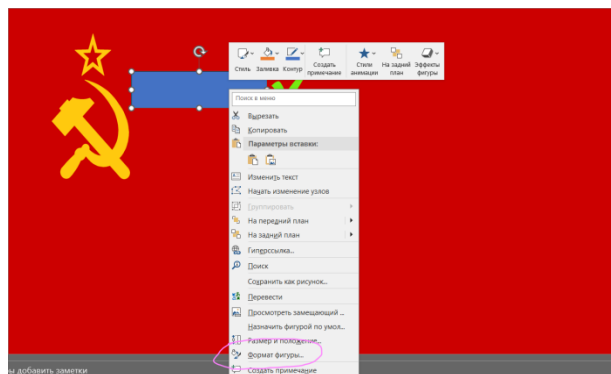 Стиль Заливка Контур Создать примечание Стили анимации На задний план Эффекты фигуры
Поиск в меню
Вырезать
Копировать
Параметры вставки:
Изменить текст
Начать изменение узлов
Группировать
На передний план
На задний план
Гиперссылка...
Поиск
Сохранить как рисунок...
Перевести
Просмотреть замещающий ...
Назначить фигурой по умол...
Размер и положение...
Формат фигуры...
Создать примечание
ы добавить заметки